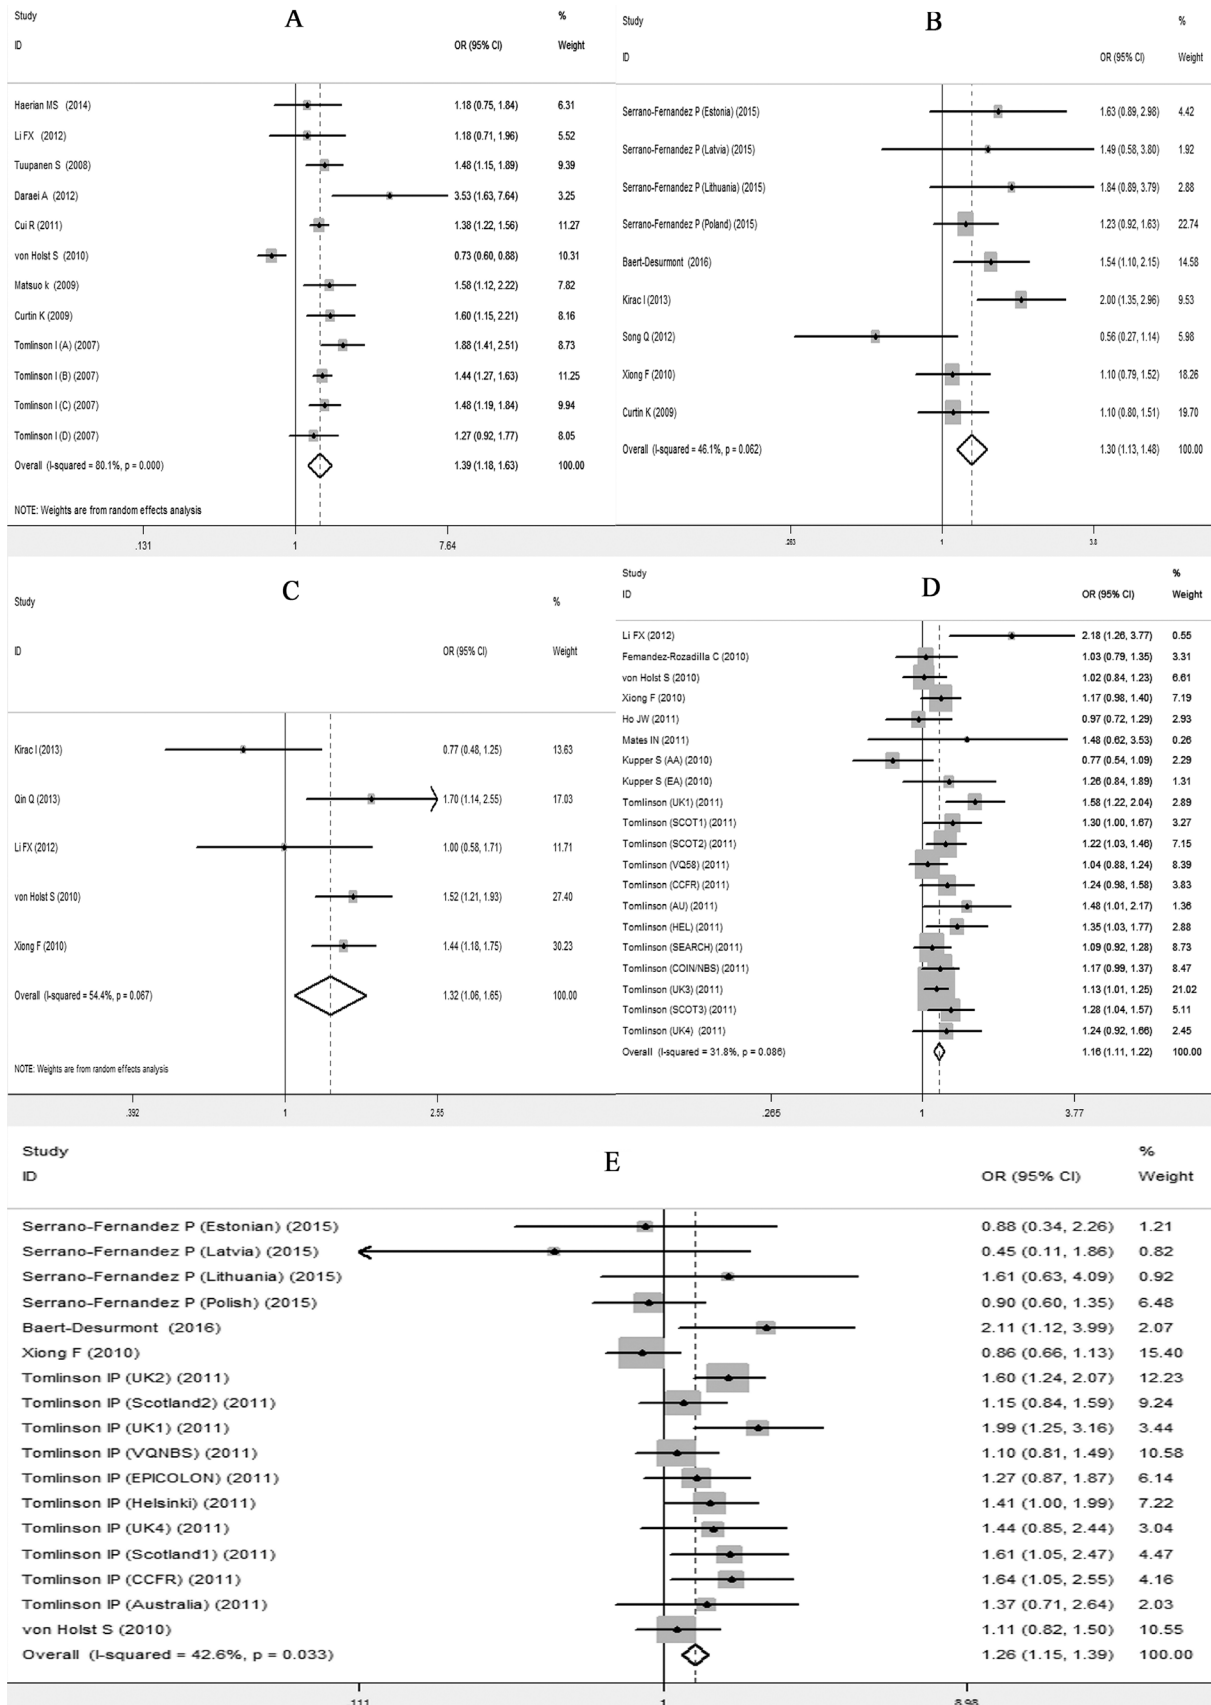 A
Study %
ID OR (95% CI) Weight
Haerian MS (2014) 1.18 (0.75, 1.84) 6.31
Li FX (2012) 1.18 (0.71, 1.96) 5.52
Tuupanen S (2008) 1.48 (1.15, 1.89) 9.39
Daraei A (2012) 3.53 (1.63, 7.64) 3.25
Cui R (2011) 1.38 (1.22, 1.56) 11.27
von Holst S (2010) 0.73 (0.60, 0.88) 10.31
Matsuo k (2009) 1.58 (1.12, 2.22) 7.82
Curtin K (2009) 1.60 (1.15, 2.21) 8.16
Tomlinson I (A) (2007) 1.88 (1.41, 2.51) 8.73
Tomlinson I (B) (2007) 1.44 (1.27, 1.63) 11.25
Tomlinson I (C) (2007) 1.48 (1.19, 1.84) 9.94
Tomlinson I (D) (2007) 1.27 (0.92, 1.77) 8.05
Overall (I-squared = 80.1%, p = 0.000) 1.39 (1.18, 1.63) 100.00
NOTE: Weights are from random effects analysis
.131 1 7.64
B
Study %
ID OR (95% CI) Weight
Serrano-Fernandez P (Estonia) (2015) 1.63 (0.89, 2.98) 4.42
Serrano-Fernandez P (Latvia) (2015) 1.49 (0.58, 3.80) 1.92
Serrano-Fernandez P (Lithuania) (2015) 1.84 (0.89, 3.79) 2.88
Serrano-Fernandez P (Poland) (2015) 1.23 (0.92, 1.63) 22.74
Baert-Desurmont (2016) 1.54 (1.10, 2.15) 14.58
Kirac I (2013) 2.00 (1.35, 2.96) 9.53
Song Q (2012) 0.56 (0.27, 1.14) 5.98
Xiong F (2010) 1.10 (0.79, 1.52) 18.26
Curtin K (2009) 1.10 (0.80, 1.51) 19.70
Overall (I-squared = 46.1%, p = 0.062) 1.30 (1.13, 1.48) 100.00
.263 1 3.8
C
Study %
ID OR (95% CI) Weight
Kirac I (2013) 0.77 (0.48, 1.25) 13.63
Qin Q (2013) 1.70 (1.14, 2.55) 17.03
Li FX (2012) 1.00 (0.58, 1.71) 11.71
von Holst S (2010) 1.52 (1.21, 1.93) 27.40
Xiong F (2010) 1.44 (1.18, 1.75) 30.23
Overall (I-squared = 54.4%, p = 0.067) 1.32 (1.06, 1.65) 100.00
NOTE: Weights are from random effects analysis
.392 1 2.55
D
Study %
ID OR (95% CI) Weight
Li FX (2012) 2.18 (1.26, 3.77) 0.55
Fernandez-Rozadilla C (2010) 1.03 (0.79, 1.35) 3.31
von Holst S (2010) 1.02 (0.84, 1.23) 6.61
Xiong F (2010) 1.17 (0.98, 1.40) 7.19
Ho JW (2011) 0.97 (0.72, 1.29) 2.93
Mates IN (2011) 1.48 (0.62, 3.53) 0.26
Kupper S (AA) (2010) 0.77 (0.54, 1.09) 2.29
Kupper S (EA) (2010) 1.26 (0.84, 1.89) 1.31
Tomlinson (UK1) (2011) 1.58 (1.22, 2.04) 2.89
Tomlinson (SCOT1) (2011) 1.30 (1.00, 1.67) 3.27
Tomlinson (SCOT2) (2011) 1.22 (1.03, 1.46) 7.15
Tomlinson (VQ58) (2011) 1.04 (0.88, 1.24) 8.39
Tomlinson (CCFR) (2011) 1.24 (0.98, 1.58) 3.83
Tomlinson (AU) (2011) 1.48 (1.01, 2.17) 1.36
Tomlinson (HEL) (2011) 1.35 (1.03, 1.77) 2.88
Tomlinson (SEARCH) (2011) 1.09 (0.92, 1.28) 8.73
Tomlinson (COIN/NBS) (2011) 1.17 (0.99, 1.37) 8.47
Tomlinson (UK3) (2011) 1.13 (1.01, 1.25) 21.02
Tomlinson (SCOT3) (2011) 1.28 (1.04, 1.57) 5.11
Tomlinson (UK4) (2011) 1.24 (0.92, 1.66) 2.45
Overall (I-squared = 31.8%, p = 0.086) 1.16 (1.11, 1.22) 100.00
.265 1 3.77
E
Study %
ID OR (95% CI) Weight
Serrano-Fernandez P (Estonian) (2015) 0.88 (0.34, 2.26) 1.21
Serrano-Fernandez P (Latvia) (2015) 0.45 (0.11, 1.86) 0.82
Serrano-Fernandez P (Lithuania) (2015) 1.61 (0.63, 4.09) 0.92
Serrano-Fernandez P (Polish) (2015) 0.90 (0.60, 1.35) 6.48
Baert-Desurmont (2016) 2.11 (1.12, 3.99) 2.07
Xiong F (2010) 0.86 (0.66, 1.13) 15.40
Tomlinson IP (UK2) (2011) 1.60 (1.24, 2.07) 12.23
Tomlinson IP (Scotland2) (2011) 1.15 (0.84, 1.59) 9.24
Tomlinson IP (UK1) (2011) 1.99 (1.25, 3.16) 3.44
Tomlinson IP (VQNBS) (2011) 1.10 (0.81, 1.49) 10.58
Tomlinson IP (EPICOLON) (2011) 1.27 (0.87, 1.87) 6.14
Tomlinson IP (Helsinki) (2011) 1.41 (1.00, 1.99) 7.22
Tomlinson IP (UK4) (2011) 1.44 (0.85, 2.44) 3.04
Tomlinson IP (Scotland1) (2011) 1.61 (1.05, 2.47) 4.47
Tomlinson IP (CCFR) (2011) 1.64 (1.05, 2.55) 4.16
Tomlinson IP (Australia) (2011) 1.37 (0.71, 2.64) 2.03
von Holst S (2010) 1.11 (0.82, 1.50) 10.55
Overall (I-squared = 42.6%, p = 0.033) 1.26 (1.15, 1.39) 100.00
.111 1 8.98